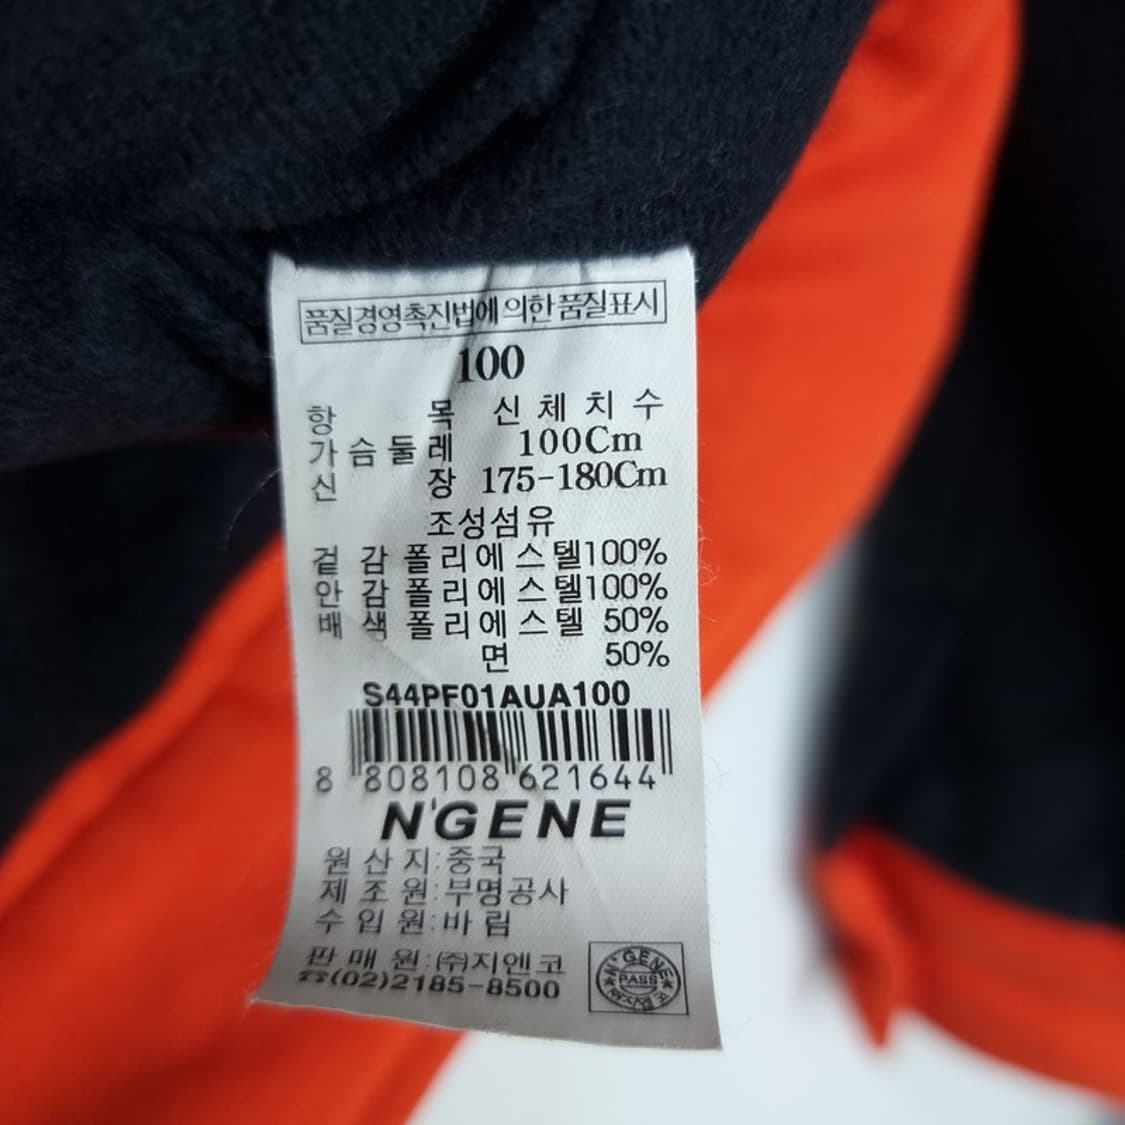 품질경영촉진법에 의한 품질표시
100
항 목 신 체 치 수
가 슴 둘 레 100Cm
신 장 175-180Cm
조성섬유
겉 감 폴리에스텔100%
안 감 폴리에스텔100%
배 색 폴리에스텔 50%
면 50%
S44PF01AUA100
8 808108 621644
N'GENE
원 산 지:중국
제 조 원:부명공사
수 입 원:바림
판 매 원:(주)지엔코
☎(02)2185-8500
N'GENE
PASS